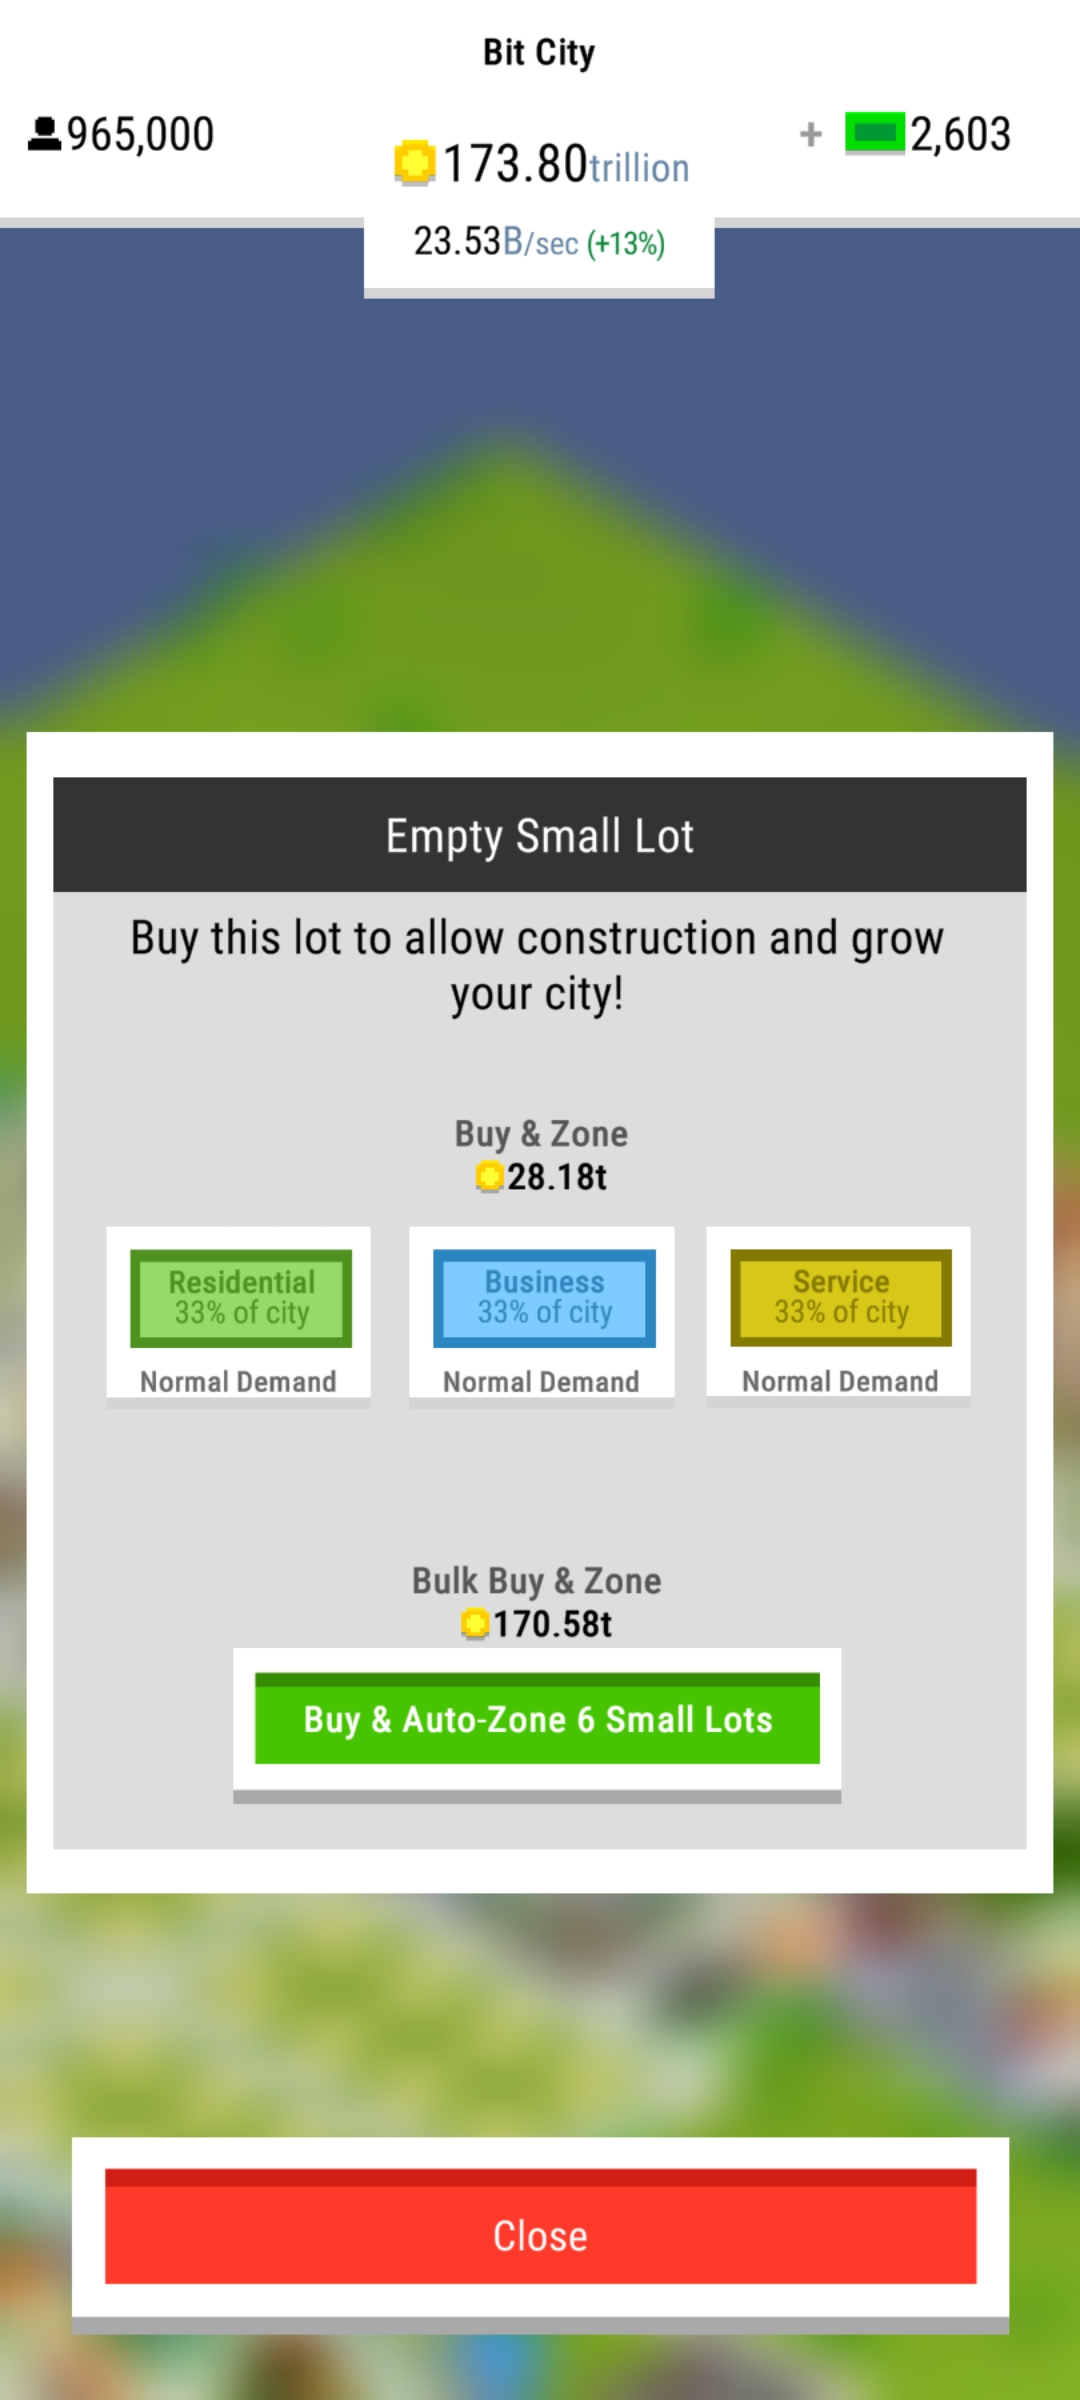 Bit City
965,000
173.80trillion
+ 2,603
23.53B/sec (+13%)
Empty Small Lot
Buy this lot to allow construction and grow
your city!
Buy & Zone
28.18t
Residential
33% of city
Normal Demand
Business
33% of city
Normal Demand
Service
33% of city
Normal Demand
Bulk Buy & Zone
170.58t
Buy & Auto-Zone 6 Small Lots
Close